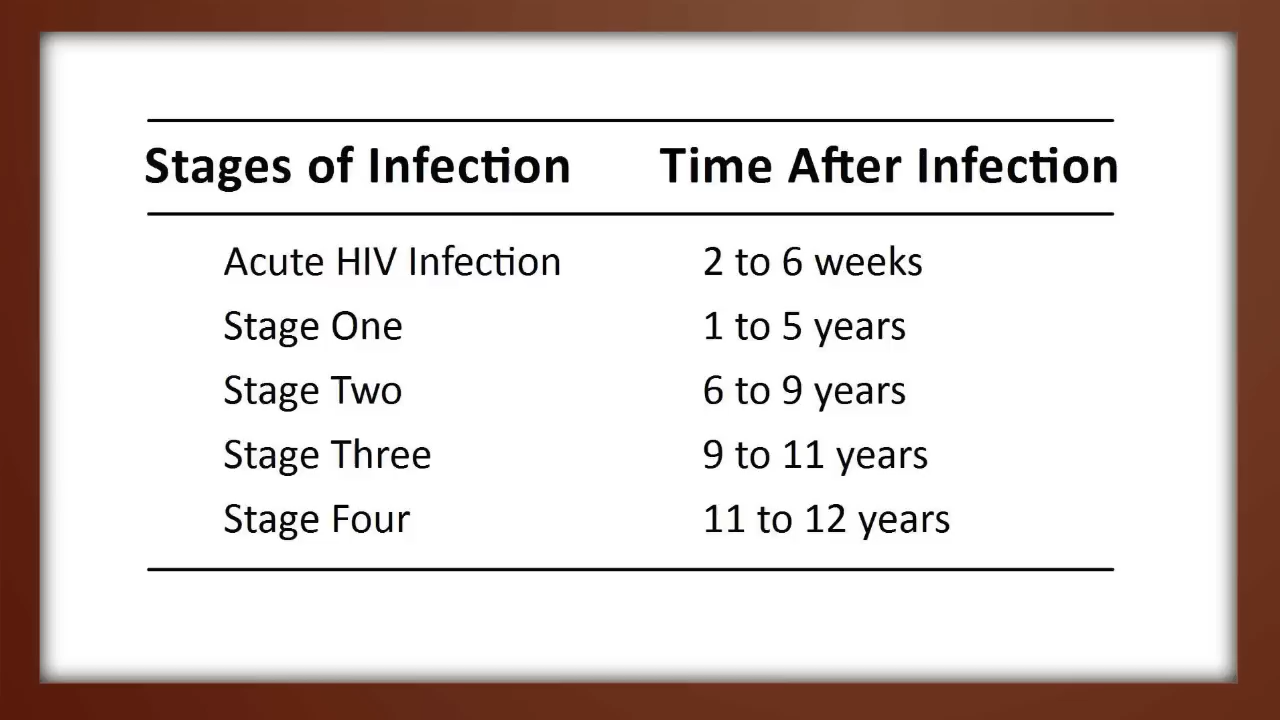 Stages of Infection Time After Infection
Acute HIV Infection 2 to 6 weeks
Stage One 1 to 5 years
Stage Two 6 to 9 years
Stage Three 9 to 11 years
Stage Four 11 to 12 years